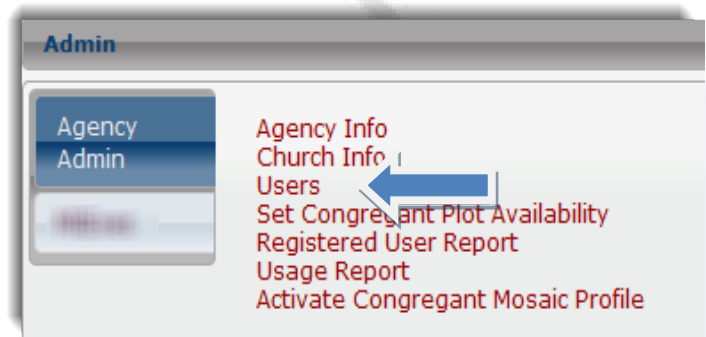 Admin
Agency
Admin
Agency Info
Church Info
Users
Set Congregant Plot Availability
Registered User Report
Usage Report
Activate Congregant Mosaic Profile